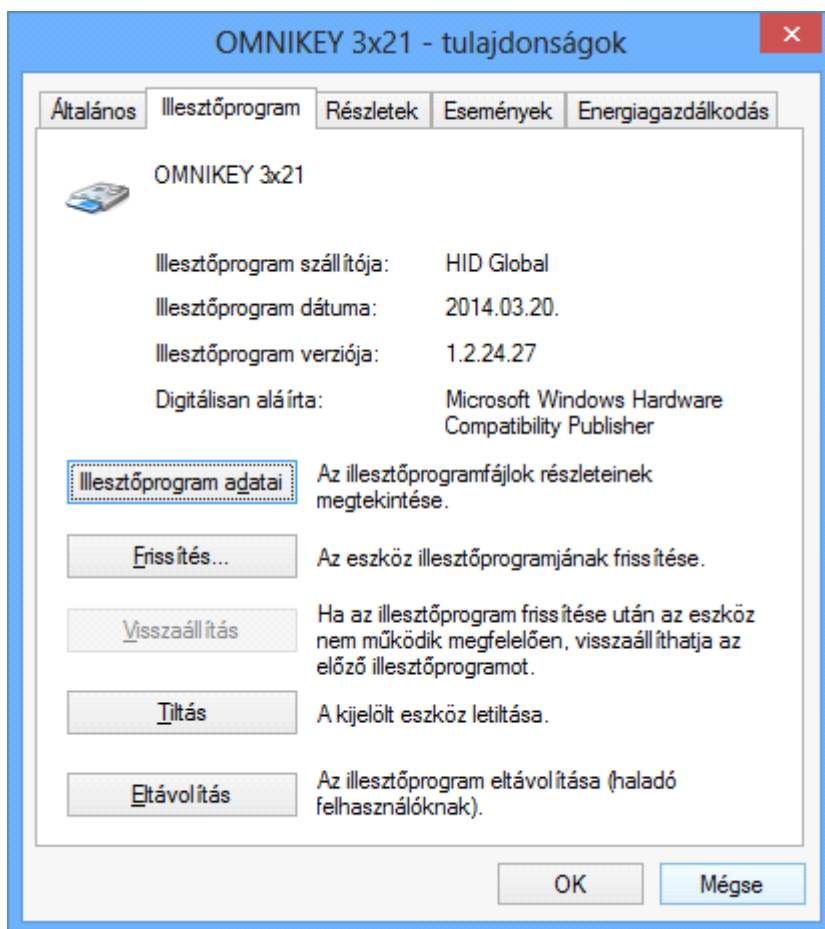 OMNIKEY 3x21 - tulajdonságok
Általános
Illesztőprogram
Részletek
Események
Energiagazdálkodás
OMNIKEY 3x21
Illesztőprogram szállítója: HID Global
Illesztőprogram dátuma: 2014.03.20.
Illesztőprogram verziója: 1.2.24.27
Digitálisan aláírta: Microsoft Windows Hardware
Compatibility Publisher
Illesztőprogram adatai
Az illesztőprogramfájlok részleteinek
megtekintése.
Frissítés...
Az eszköz illesztőprogramjának frissítése.
Visszaállítás
Ha az illesztőprogram frissítése után az eszköz
nem működik megfelelően, visszaállíthatja az
előző illesztőprogramot.
Tiltás
A kijelölt eszköz letiltása.
Eltávolítás
Az illesztőprogram eltávolítása (haladó
felhasználóknak).
OK
Mégse